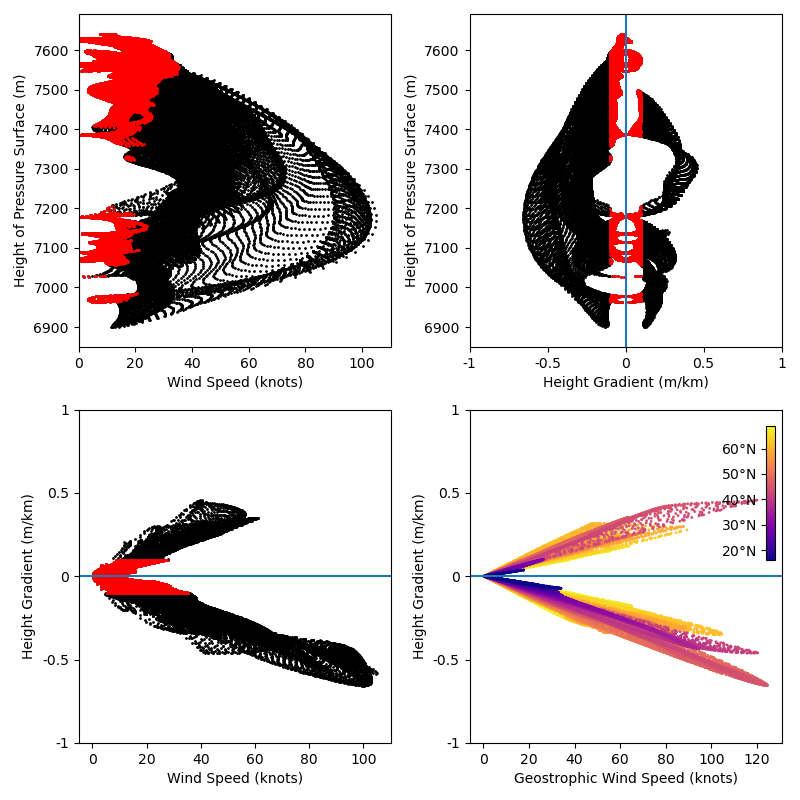 7600
7500
7400
7300
7200
7100
7000
6900
Height of Pressure Surface (m)
0 20 40 60 80 100
Wind Speed (knots)
7600
7500
7400
7300
7200
7100
7000
6900
Height of Pressure Surface (m)
-1 -0.5 0 0.5 1
Height Gradient (m/km)
1
0.5
0
-0.5
-1
Height Gradient (m/km)
0 20 40 60 80 100
Wind Speed (knots)
1
0.5
0
-0.5
-1
Height Gradient (m/km)
60°N
50°N
40°N
30°N
20°N
0 20 40 60 80 100 120
Geostrophic Wind Speed (knots)